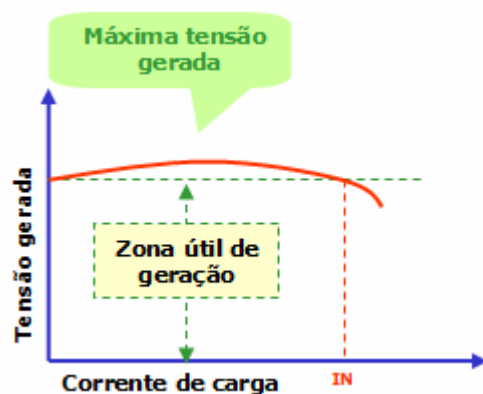 Máxima tensão
gerada
Tensão gerada
Zona útil de
geração
Corrente de carga
IN